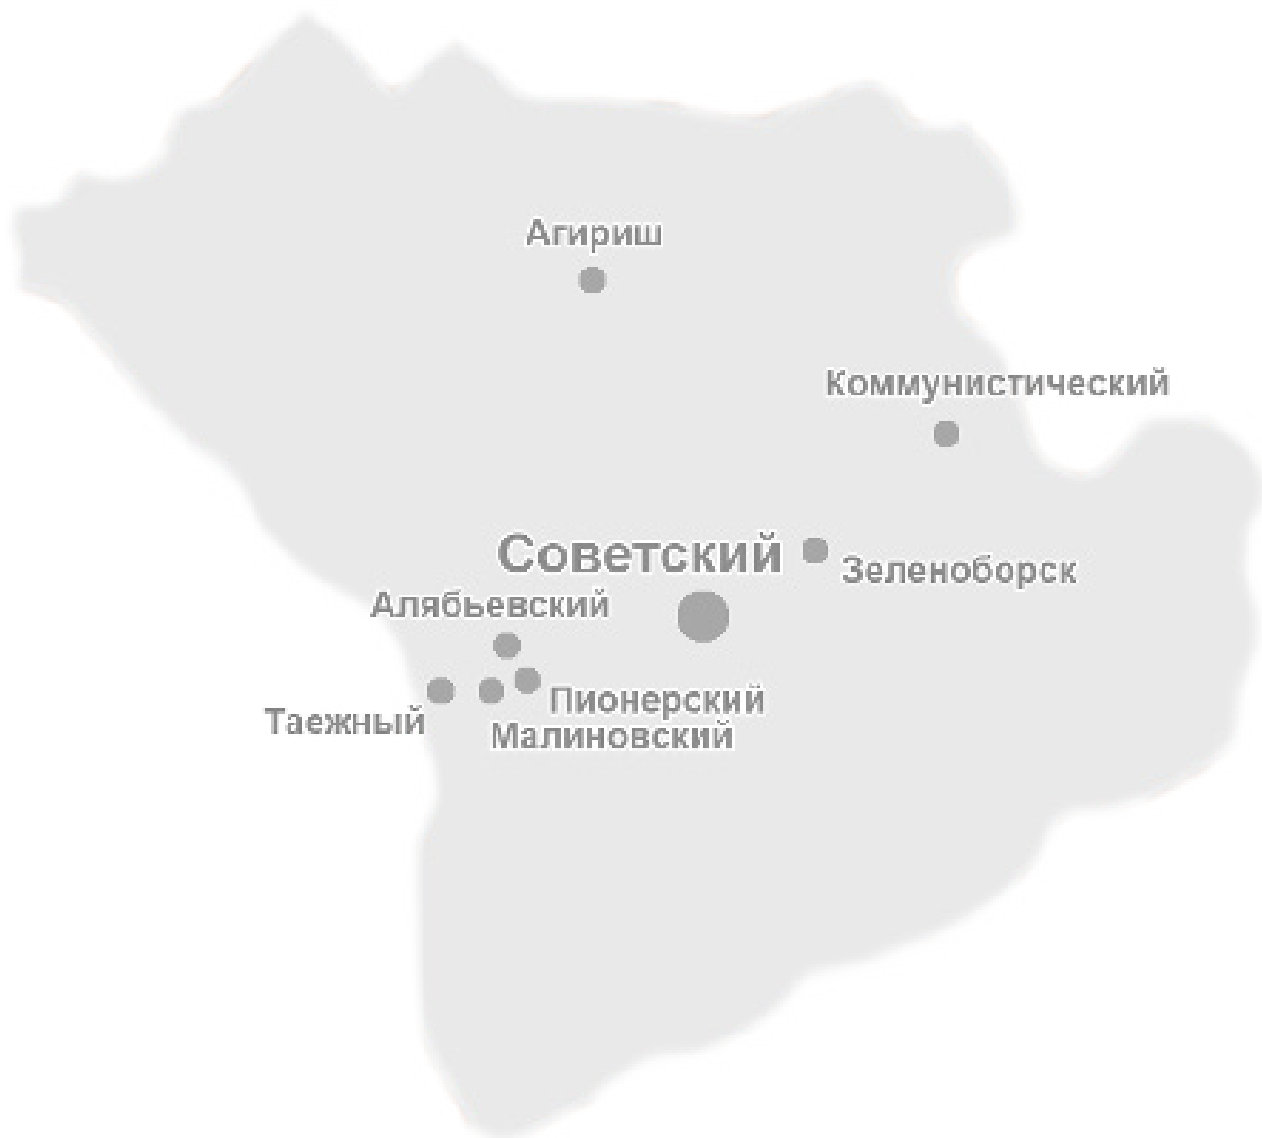 Агириш
Коммунистический
Советский
Зеленоборск
Алябьевский
Пионерский
Таежный
Малиновский